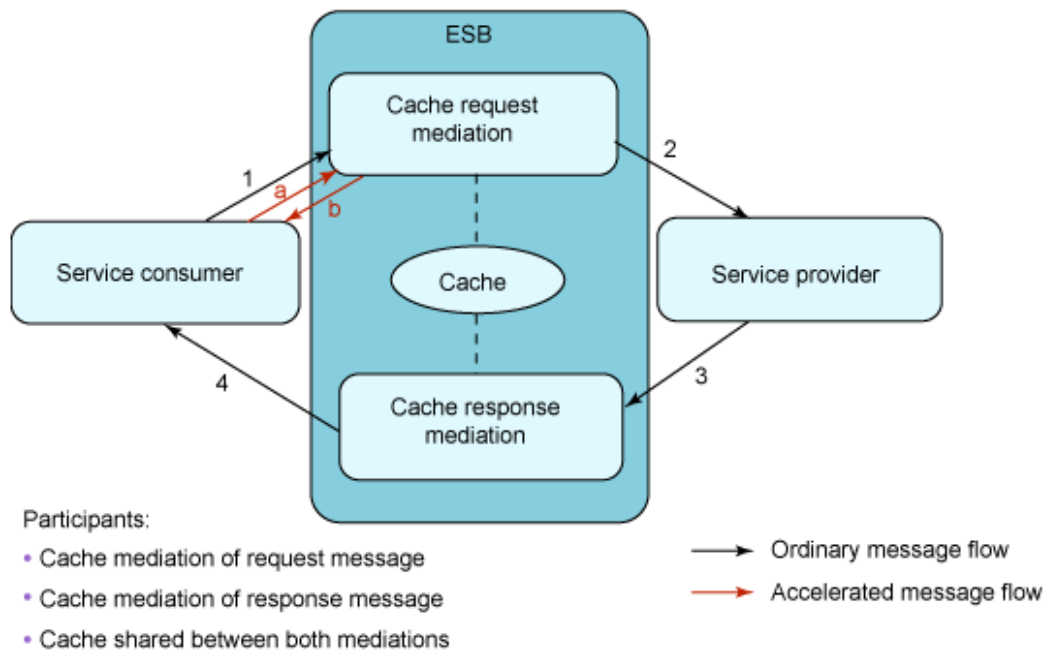 ESB
Cache request
mediation
1
a
b
2
Service consumer
Cache
Service provider
4
3
Cache response
mediation
Participants:
• Cache mediation of request message
• Cache mediation of response message
• Cache shared between both mediations
Ordinary message flow
Accelerated message flow